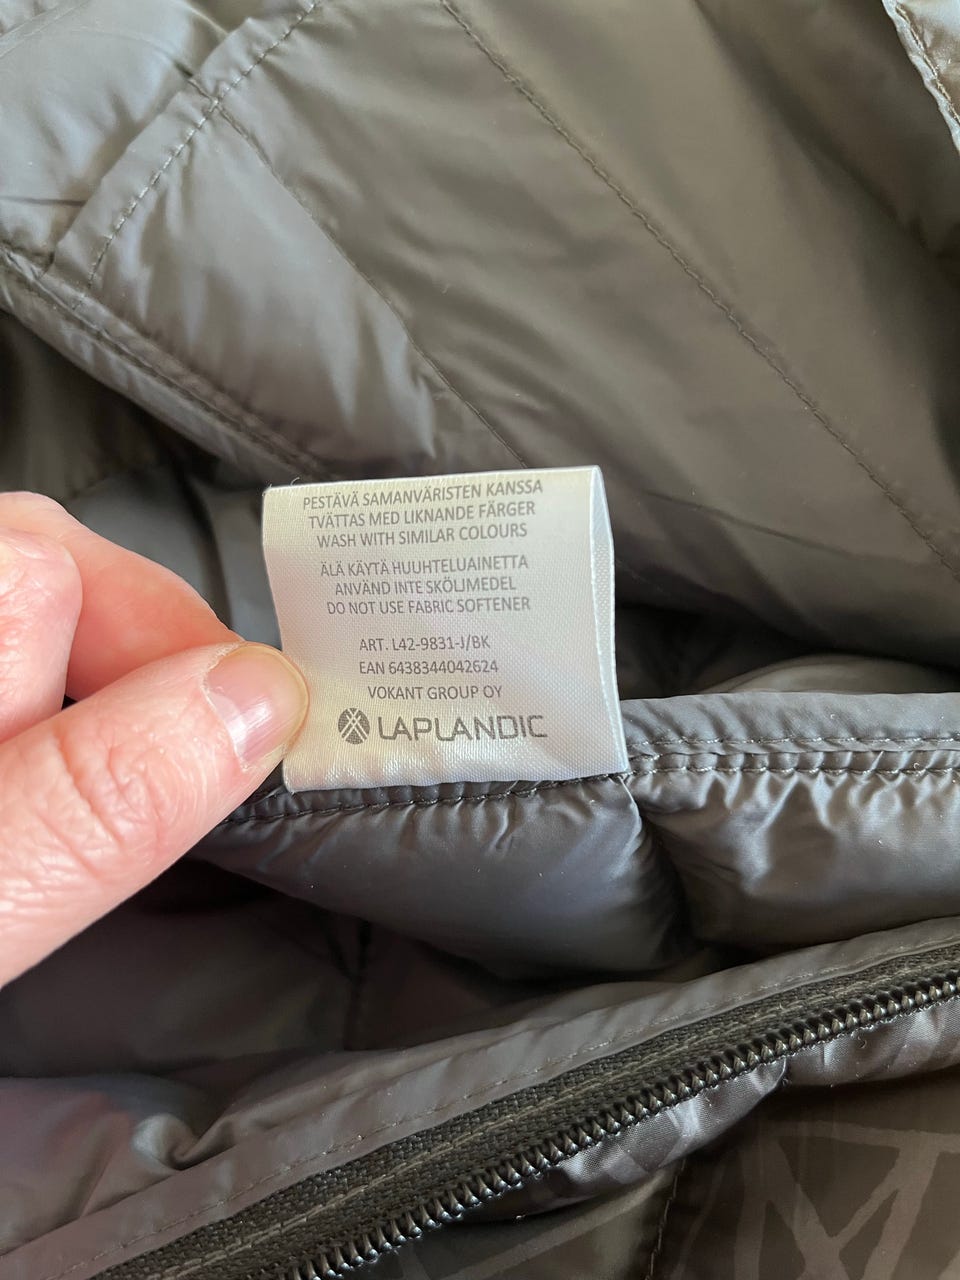 PESTÄVÄ SAMANVÄRISTEN KANSSA
TVÄTTAS MED LIKNANDE FÄRGER
WASH WITH SIMILAR COLOURS
ÄLÄ KÄYTÄ HUUHTELUAINETTA
ANVÄND INTE SKÖLIMEDEL
DO NOT USE FABRIC SOFTENER
ART. L42-9831-J/BK
EAN 6438344042624
VOKANT GROUP OY
LAPLANDIC